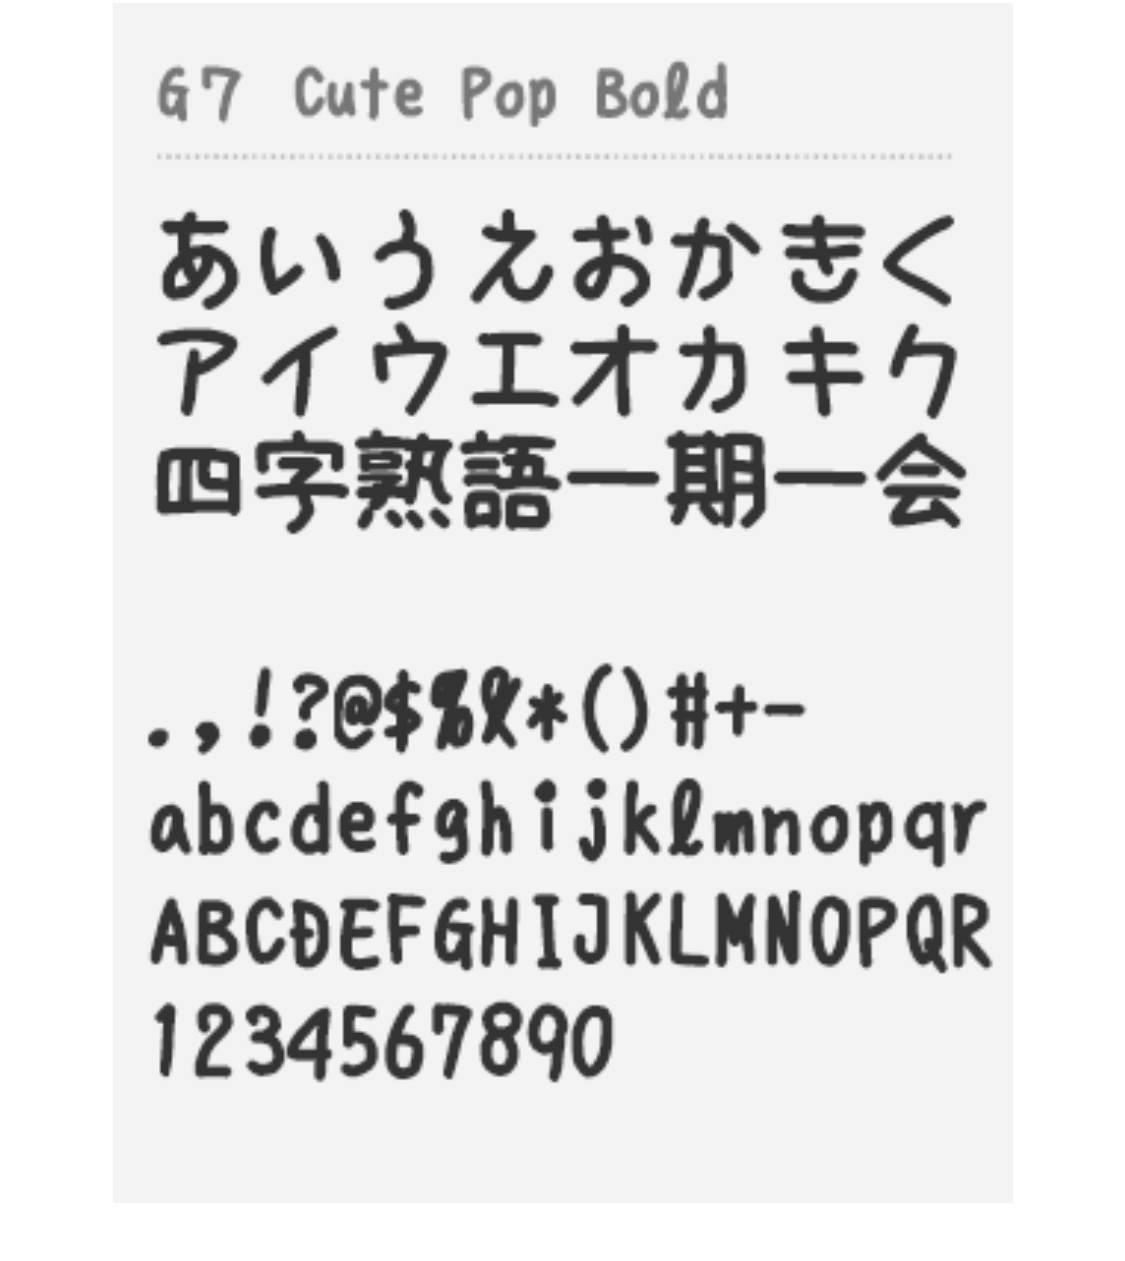 G7 Cute Pop Bold
あいうえおかきく
アイウエオカキク
四字熟語一期一会
.,!?@$%&*()#+-
abcdefghijklmnopqr
ABCDEFGHIJKLMNOPQR
1234567890